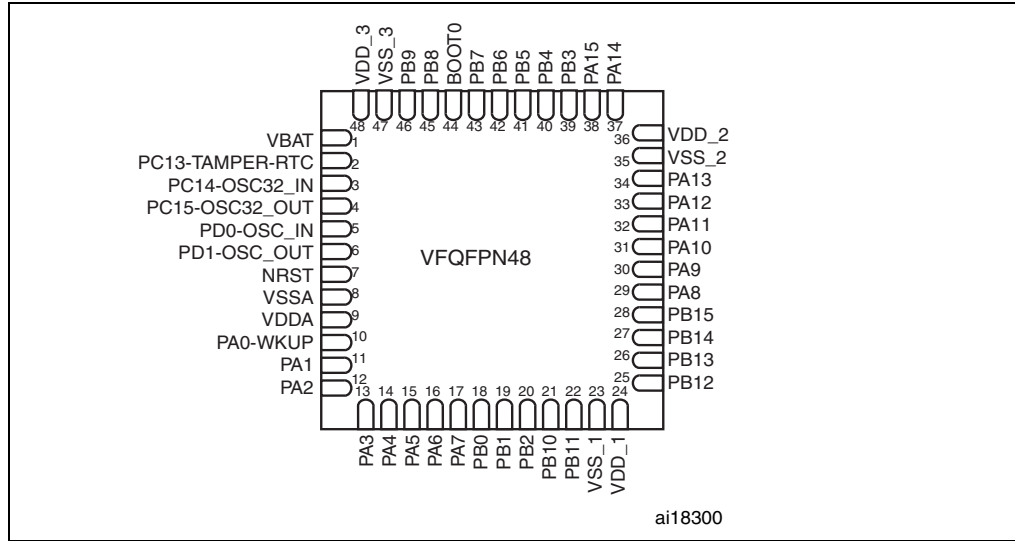 VDD_3
VSS_3
PB9
PB8
BOOT0
PB7
PB6
PB5
PB4
PB3
PA15
PA14
48 47 46 45 44 43 42 41 40 39 38 37
VBAT 1
PC13-TAMPER-RTC 2
PC14-OSC32_IN 3
PC15-OSC32_OUT 4
PD0-OSC_IN 5
PD1-OSC_OUT 6
NRST 7
VSSA 8
VDDA 9
PA0-WKUP 10
PA1 11
PA2 12
VFQFPN48
36 VDD_2
35 VSS_2
34 PA13
33 PA12
32 PA11
31 PA10
30 PA9
29 PA8
28 PB15
27 PB14
26 PB13
25 PB12
13 14 15 16 17 18 19 20 21 22 23 24
PA3
PA4
PA5
PA6
PA7
PB0
PB1
PB2
PB10
PB11
VSS_1
VDD_1
ai18300